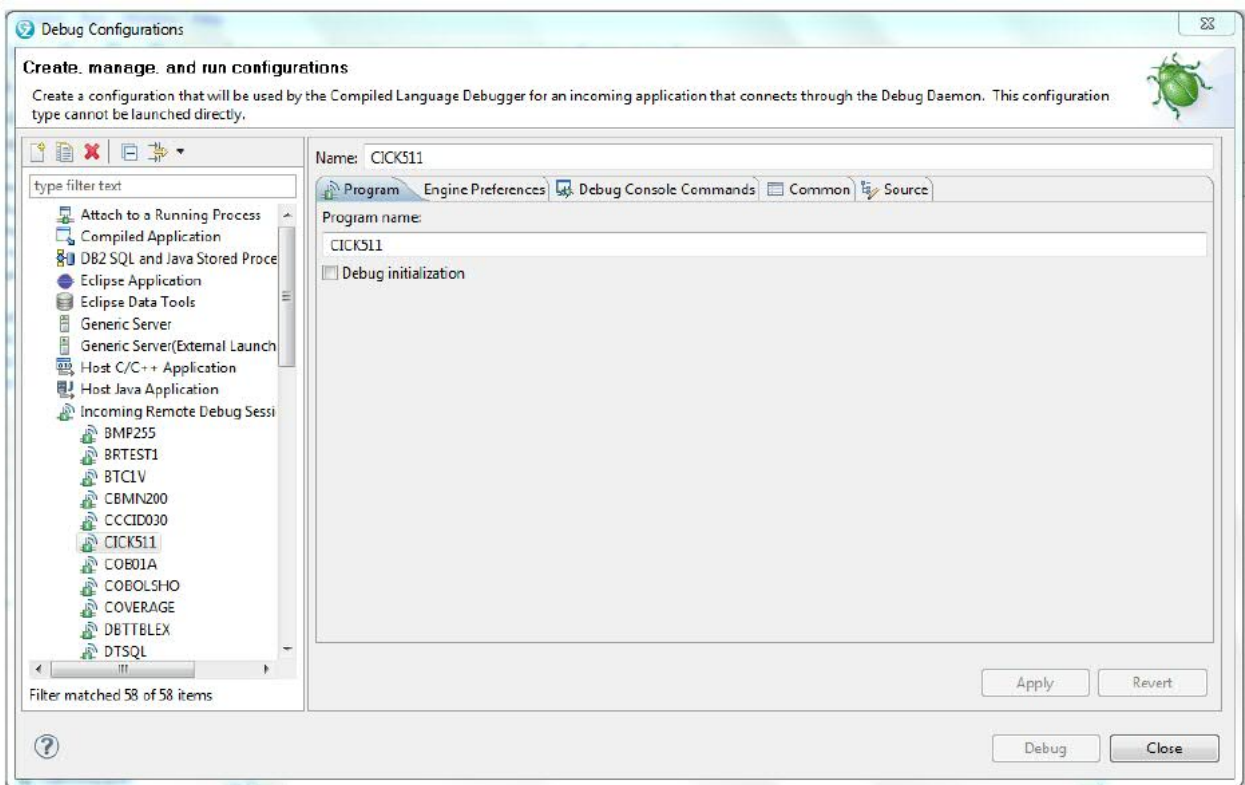 Debug Configurations
Create, manage, and run configurations
Create a configuration that will be used by the Compiled Language Debugger for an incoming application that connects through the Debug Daemon. This configuration
type cannot be launched directly.
type filter text
Attach to a Running Process
Compiled Application
DB2 SQL and Java Stored Proce
Eclipse Application
Eclipse Data Tools
Generic Server
Generic Server(External Launch
Host C/C++ Application
Host Java Application
Incoming Remote Debug Sessi
BMP255
BRTEST1
BTC1V
CBMN200
CCCID030
CICK511
COB01A
COBOLSHO
COVERAGE
DBTTBLEX
DTSQL
Filter matched 58 of 58 items
Name: CICK511
Program Engine Preferences Debug Console Commands Common Source
Program name:
CICK511
Debug initialization
Apply Revert
Debug Close